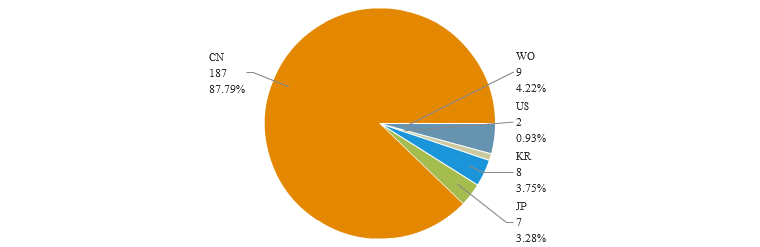 CN
187
87.79%
WO
9
4.22%
US
2
0.93%
KR
8
3.75%
JP
7
3.28%